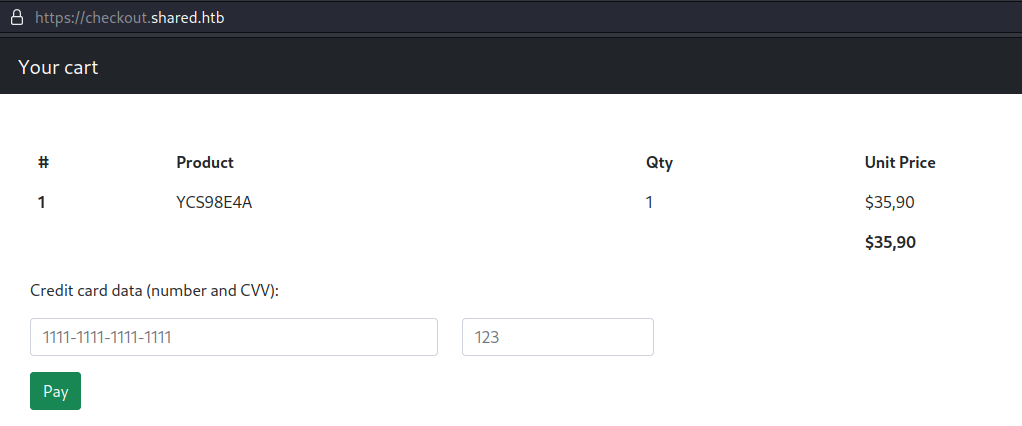 https://checkout.shared.htb
Your cart
# Product Qty Unit Price
1 YCS98E4A 1 $35,90
$35,90
Credit card data (number and CVV):
1111-1111-1111-1111 123
Pay